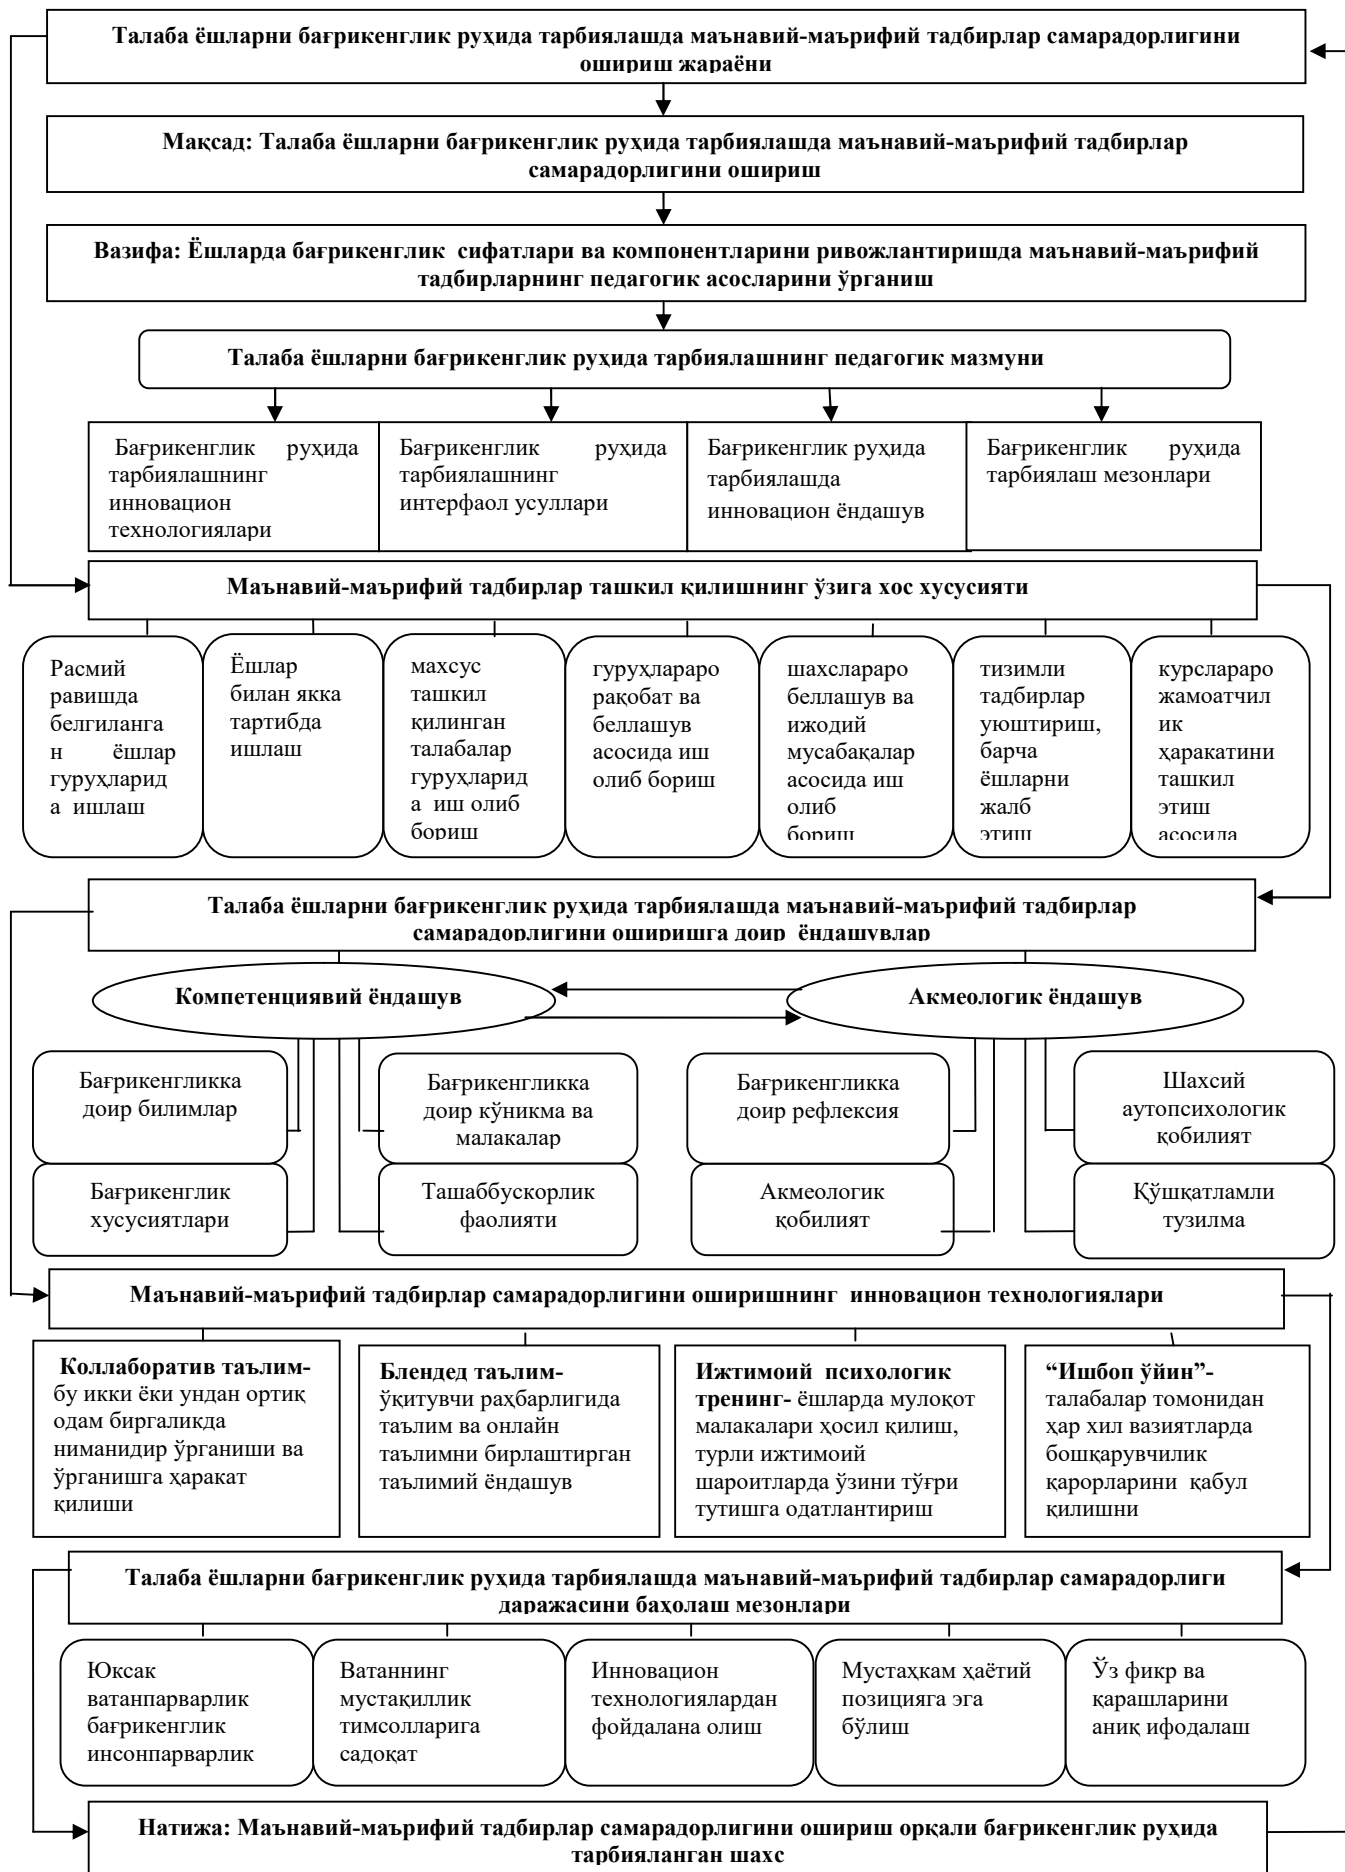 Талаба ёшларни бағрикенглик руҳида тарбиялашда маънавий-маърифий тадбирлар самарадорлигини
ошириш жараёни
Мақсад: Талаба ёшларни бағрикенглик руҳида тарбиялашда маънавий-маърифий тадбирлар
самарадорлигини ошириш
Вазифа: Ёшларда бағрикенглик сифатлари ва компонентларини ривожлантиришда маънавий-маърифий
тадбирларнинг педагогик асосларини ўрганиш
Талаба ёшларни бағрикенглик руҳида тарбиялашнинг педагогик мазмуни
Бағрикенглик руҳида
тарбиялашнинг
инновацион
технологиялари
Бағрикенглик руҳида
тарбиялашнинг
интерфаол усуллари
Бағрикенглик руҳида
тарбиялашда
инновацион ёндашув
Бағрикенглик руҳида
тарбиялаш мезонлари
Маънавий-маърифий тадбирлар ташкил қилишнинг ўзига хос хусусияти
Расмий
равишда
белгиланга
н ёшлар
гуруҳларид
а ишлаш
Ёшлар
билан якка
тартибда
ишлаш
махсус
ташкил
қилинган
талабалар
гуруҳларид
а иш олиб
бориш
гуруҳлараро
рақобат ва
беллашув
асосида иш
олиб бориш
шахслараро
беллашув ва
ижодий
мусабақалар
асосида иш
олиб
бориш
тизимли
тадбирлар
уюштириш,
барча
ёшларни
жалб
этиш
курслараро
жамоатчил
ик
ҳаракатини
ташкил
этиш
асосида
Талаба ёшларни бағрикенглик руҳида тарбиялашда маънавий-маърифий тадбирлар
самарадорлигини оширишга доир ёндашувлар
Компетенциявий ёндашув
Акмеологик ёндашув
Бағрикенгликка
доир билимлар
Бағрикенгликка
доир кўникма ва
малакалар
Бағрикенгликка
доир рефлексия
Шахсий
аутопсихологик
қобилият
Бағрикенглик
хусусиятлари
Ташаббускорлик
фаолияти
Акмеологик
қобилият
Қўшқатламли
тузилма
Маънавий-маърифий тадбирлар самарадорлигини оширишнинг инновацион технологиялари
Коллаборатив таълим-
бу икки ёки ундан ортиқ
одам биргаликда
ниманидир ўрганиши ва
ўрганишга ҳаракат
қилиши
Блендед таълим-
ўқитувчи раҳбарлигида
таълим ва онлайн
таълимни бирлаштирган
таълимий ёндашув
Ижтимоий психологик
тренинг- ёшларда мулоқот
малакалари ҳосил қилиш,
турли ижтимоий
шароитларда ўзини тўғри
тутишга одатлантириш
“Ишбоп ўйин”-
талабалар томонидан
ҳар хил вазиятларда
бошқарувчилик
қарорларини қабул
қилишни
Талаба ёшларни бағрикенглик руҳида тарбиялашда маънавий-маърифий тадбирлар самарадорлиги
даражасини баҳолаш мезонлари
Юксак
ватанпарварлик
бағрикенглик
инсонпарварлик
Ватаннинг
мустақиллик
тимсолларига
садоқат
Инновацион
технологиялардан
фойдалана олиш
Мустаҳкам ҳаётий
позицияга эга
бўлиш
Ўз фикр ва
қарашларини
аниқ ифодалаш
Натижа: Маънавий-маърифий тадбирлар самарадорлигини ошириш орқали бағрикенглик руҳида
тарбияланган шахс